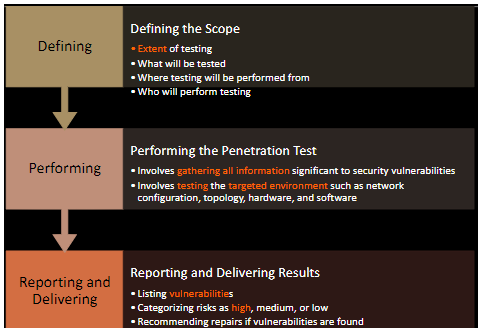 Defining
Defining the Scope
• Extent of testing
• What will be tested
• Where testing will be performed from
• Who will perform testing
Performing
Performing the Penetration Test
• Involves gathering all information significant to security vulnerabilities
• Involves testing the targeted environment such as network
configuration, topology, hardware, and software
Reporting and
Delivering
Reporting and Delivering Results
• Listing vulnerabilities
• Categorizing risks as high, medium, or low
• Recommending repairs if vulnerabilities are found